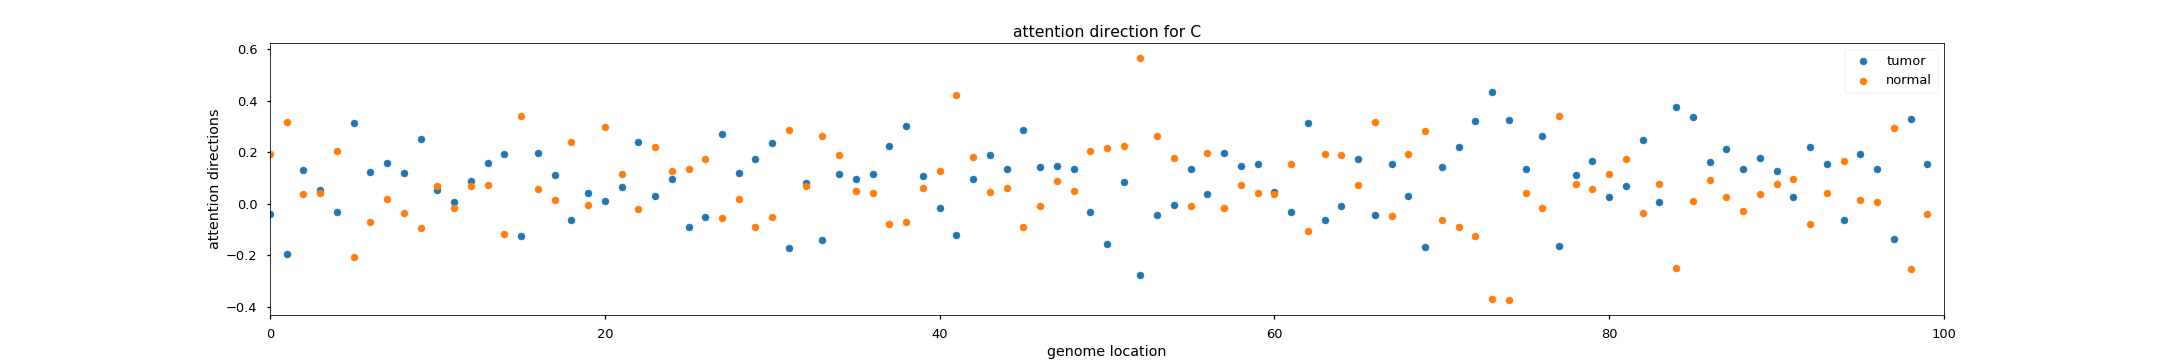 attention direction for C
attention directions
0.6
0.4
0.2
0.0
−0.2
−0.4
tumor
normal
0 20 40 60 80 100
genome location